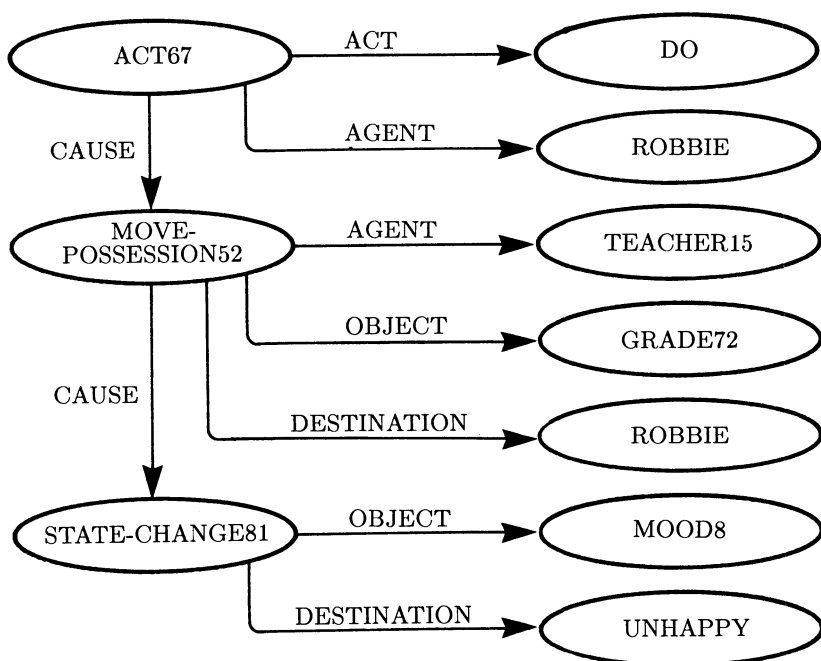 ACT67
ACT
DO
AGENT
ROBBIE
CAUSE
MOVE-
POSSESSION52
AGENT
TEACHER15
OBJECT
GRADE72
CAUSE
DESTINATION
ROBBIE
STATE-CHANGE81
OBJECT
MOOD8
DESTINATION
UNHAPPY